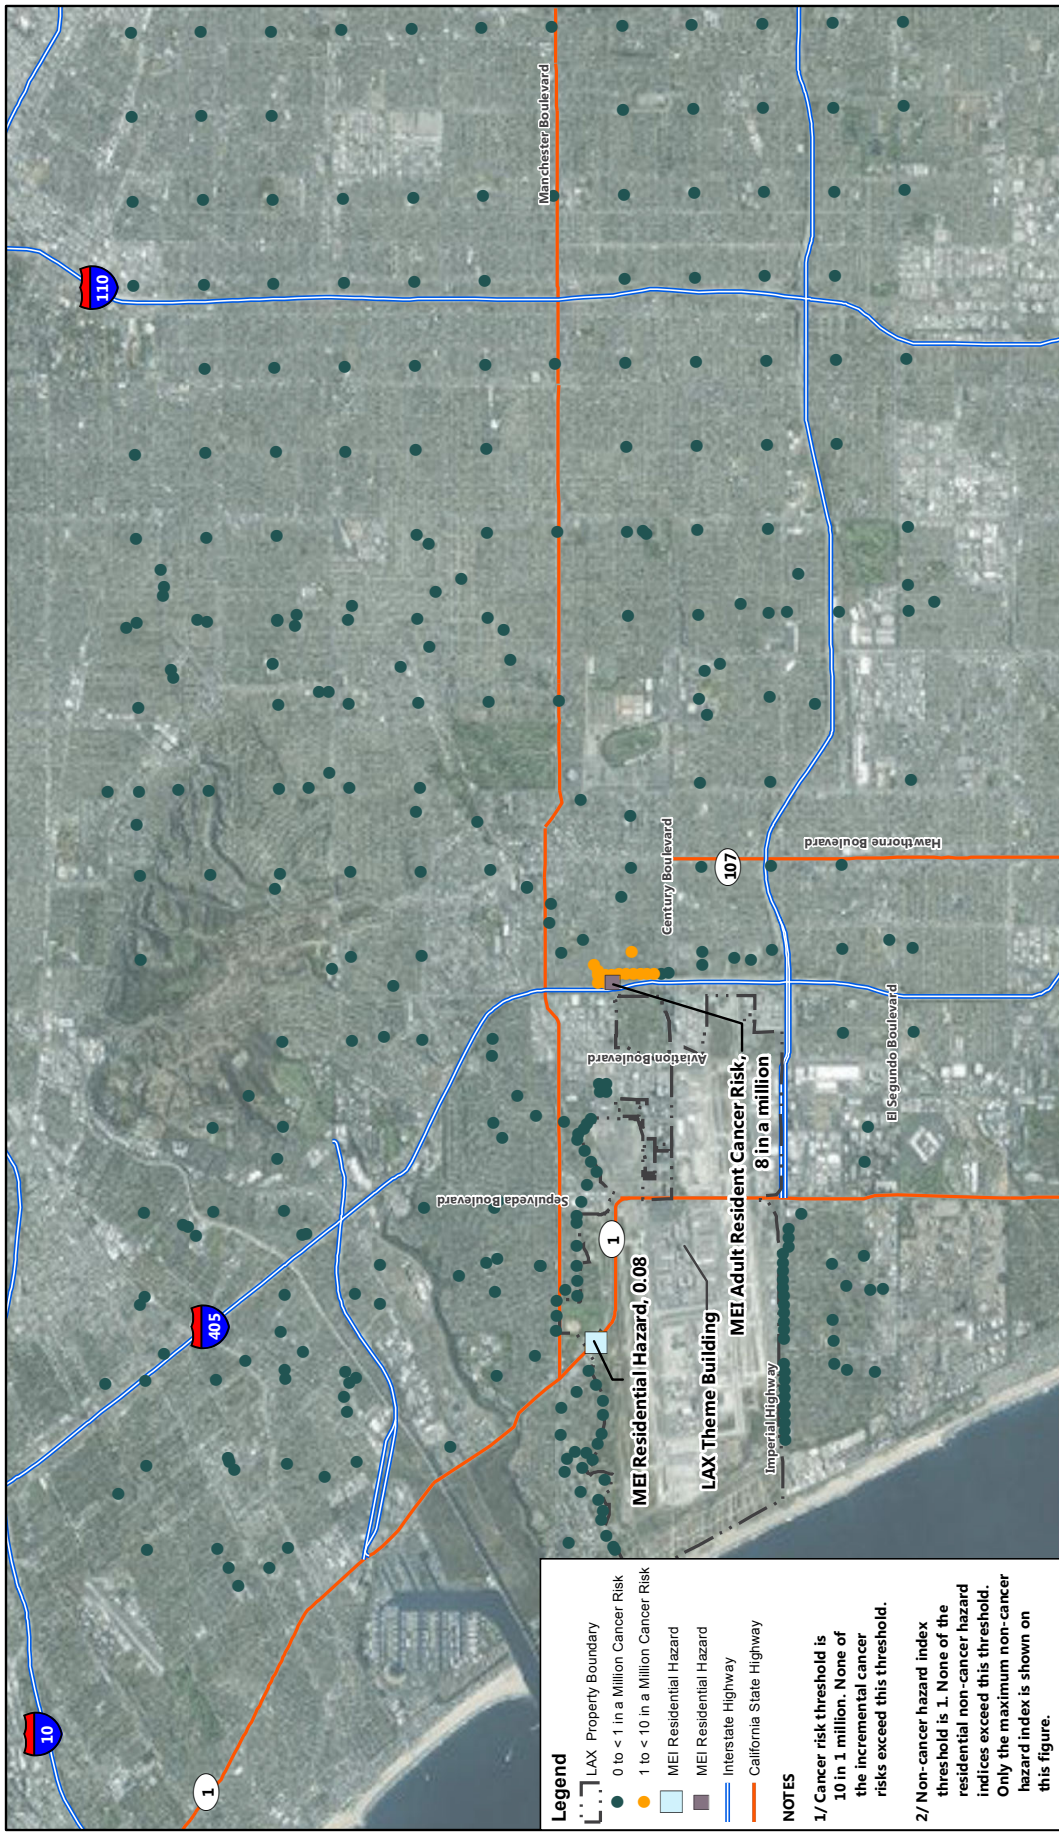 10
405
110
1
1
107
Manchester Boulevard
Sepulveda Boulevard
Aviation Boulevard
Century Boulevard
Hawthorne Boulevard
El Segundo Boulevard
Imperial Highway
MEI Residential Hazard, 0.08
LAX Theme Building
MEI Adult Resident Cancer Risk,
8 in a million
Legend
LAX Property Boundary
0 to < 1 in a Million Cancer Risk
1 to < 10 in a Million Cancer Risk
MEI Residential Hazard
MEI Residential Hazard
Interstate Highway
California State Highway
NOTES
1/ Cancer risk threshold is
10 in 1 million. None of
the incremental cancer
risks exceed this threshold.
2/ Non-cancer hazard index
threshold is 1. None of the
residential non-cancer hazard
indices exceed this threshold.
Only the maximum non-cancer
hazard index is shown on
this figure.